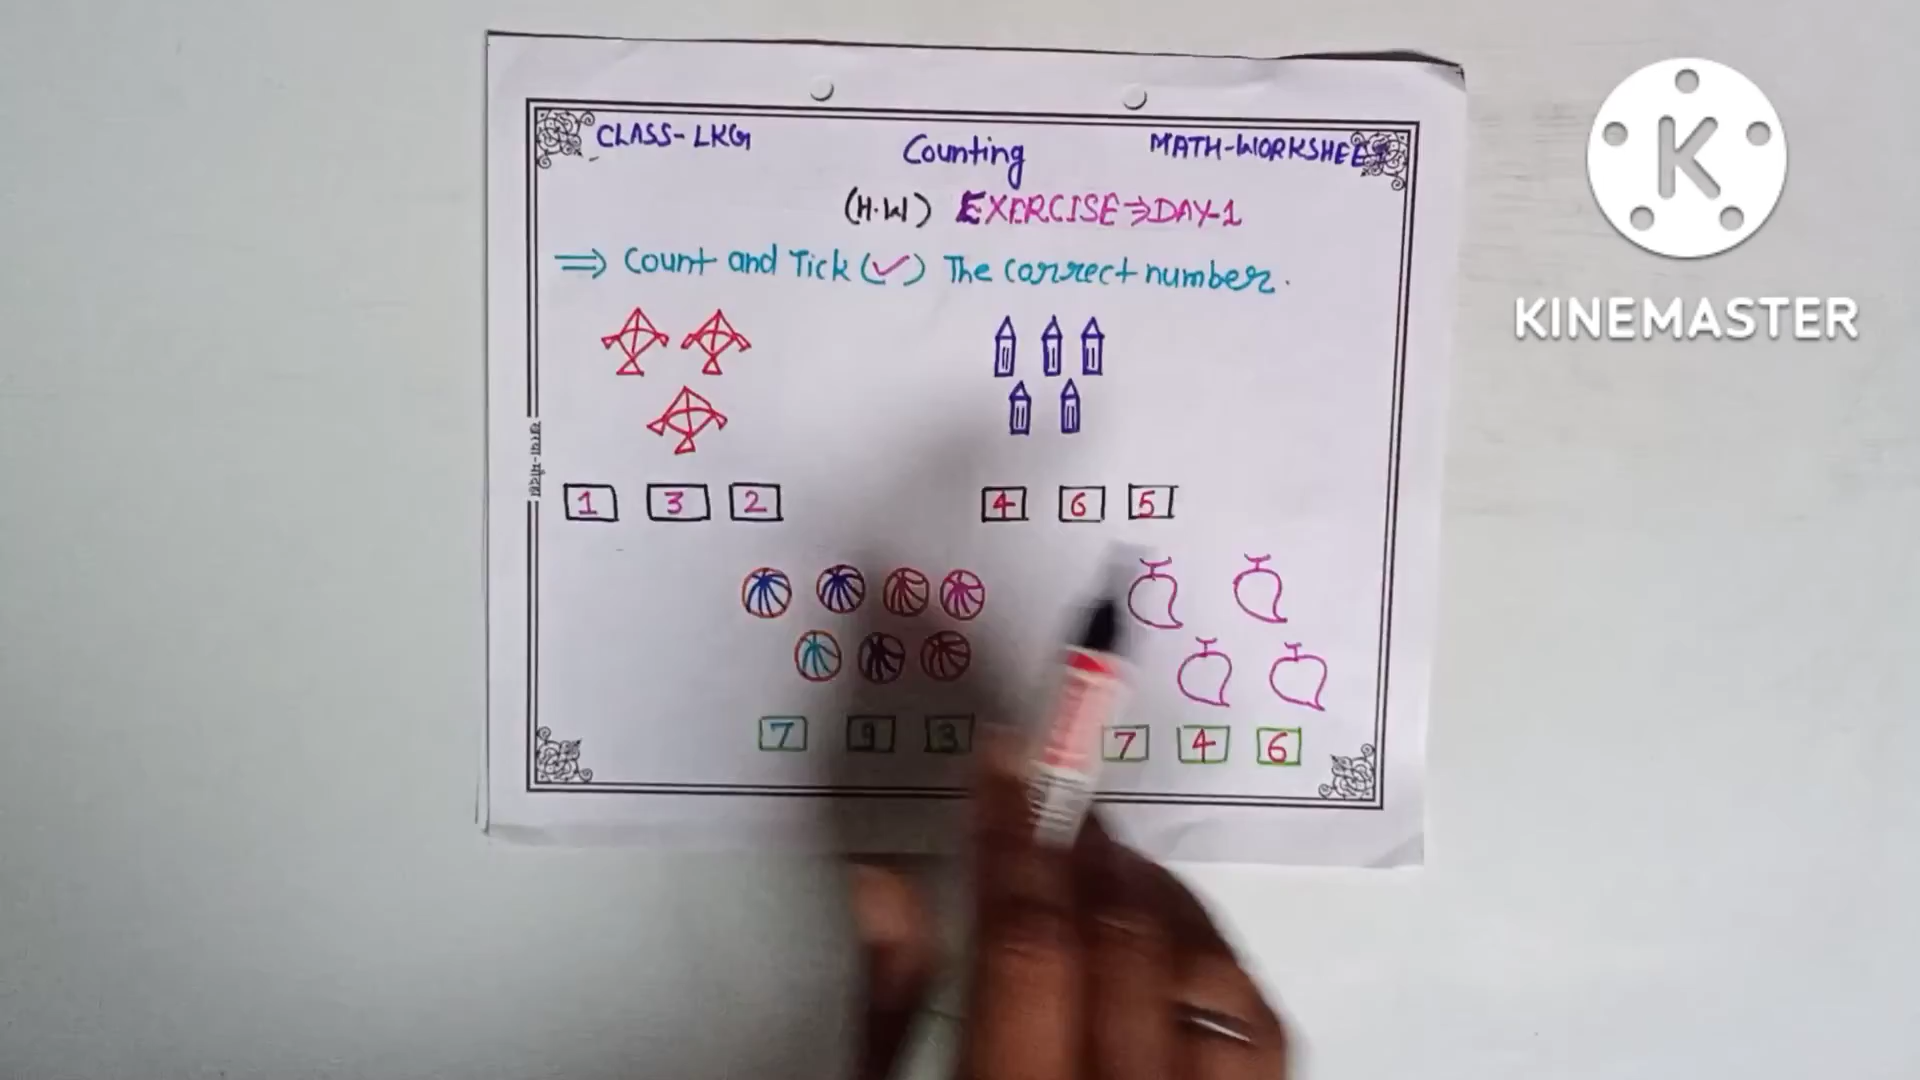 CLASS-LKG
Counting
MATH-WORKSHEET
(H.W) EXERCISE⇒DAY-1
⇒ Count and Tick (✓) The correct number.
1 3 2
4 6 5
7 9 3
7 4 6
K
KINEMASTER